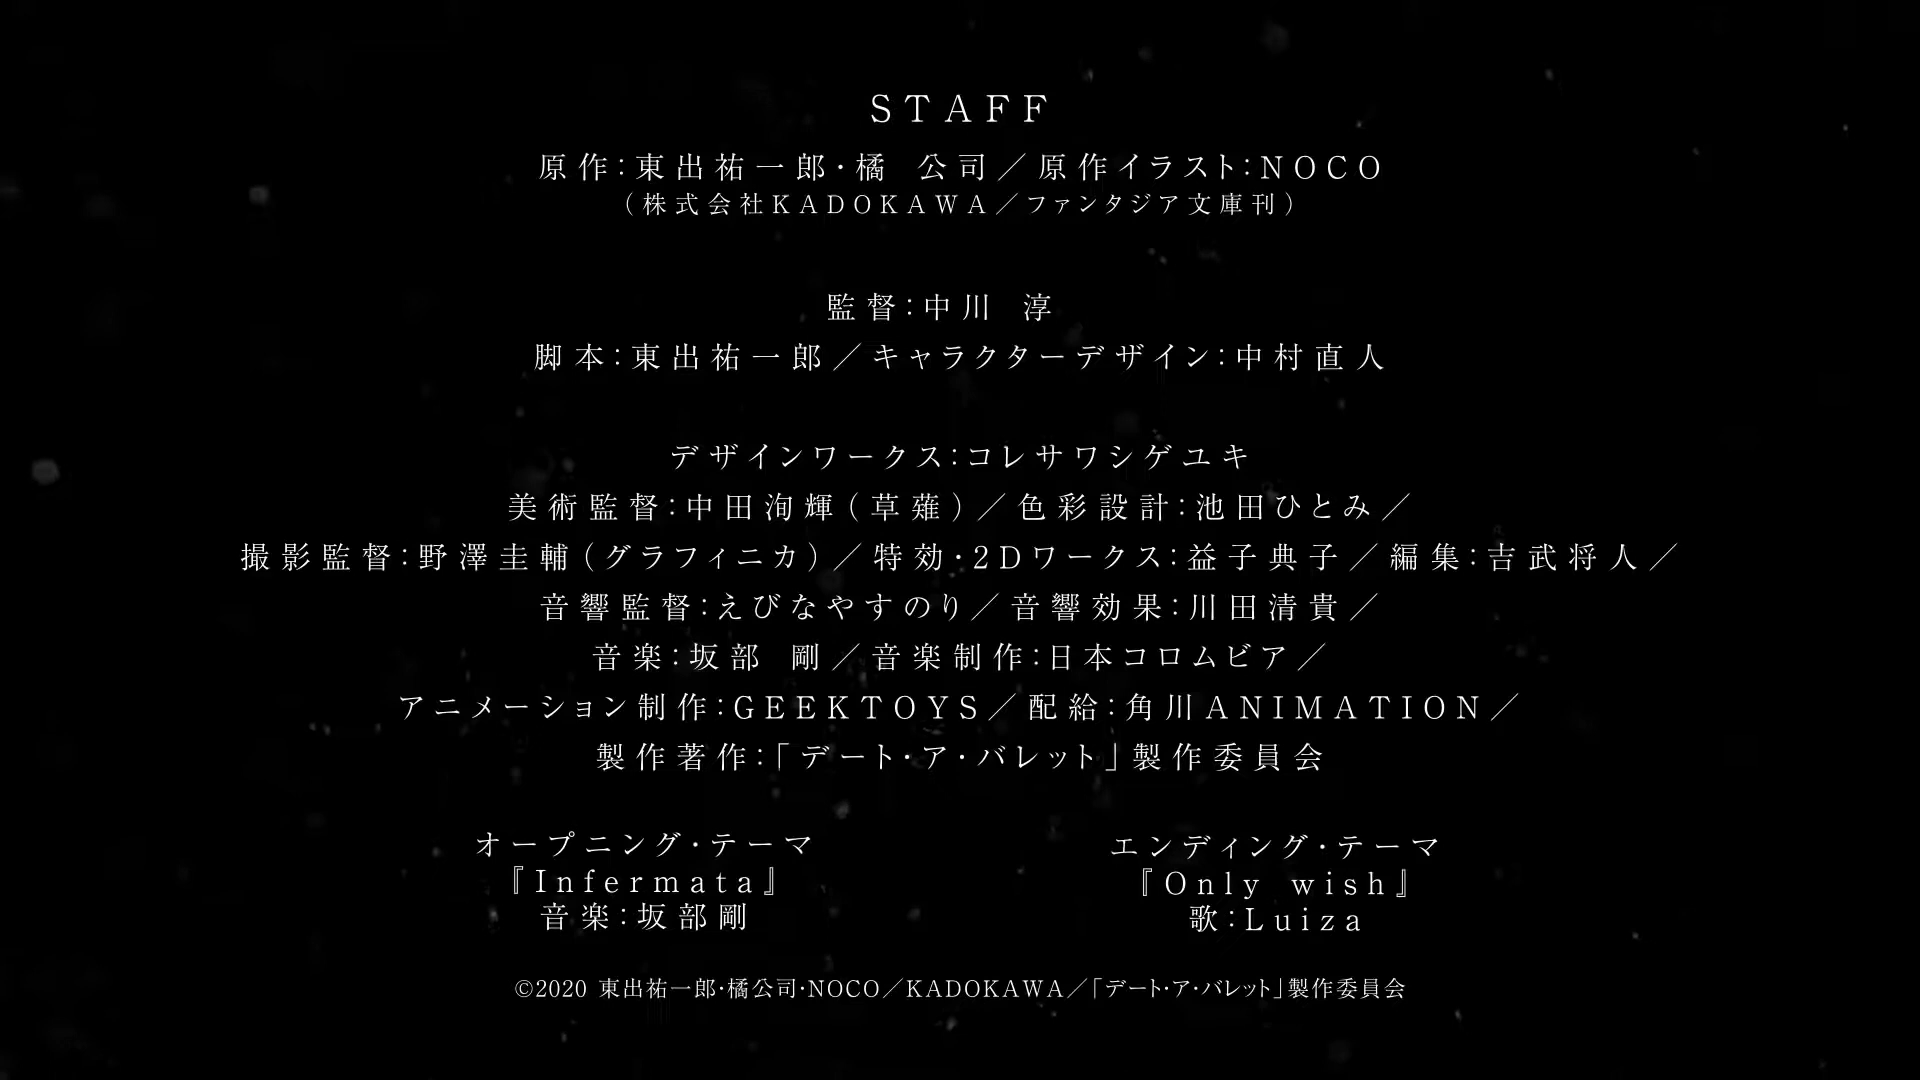 STAFF
原作:東出祐一郎・橘 公司／原作イラスト:NOCO
（株式会社KADOKAWA／ファンタジア文庫刊）
監督:中川 淳
脚本:東出祐一郎／キャラクターデザイン:中村直人
デザインワークス:コレサワシゲユキ
美術監督:中田洵輝（草薙）／色彩設計:池田ひとみ／
撮影監督:野澤圭輔（グラフィニカ）／特効・2Dワークス:益子典子／編集:吉武将人／
音響監督:えびなやすのり／音響効果:川田清貴／
音楽:坂部 剛／音楽制作:日本コロムビア／
アニメーション制作:GEEKTOYS／配給:角川ANIMATION／
製作著作:「デート・ア・バレット」製作委員会
オープニング・テーマ
『Infermata』
音楽:坂部剛
エンディング・テーマ
『Only wish』
歌:Luiza
©2020 東出祐一郎・橘公司・NOCO／KADOKAWA／「デート・ア・バレット」製作委員会